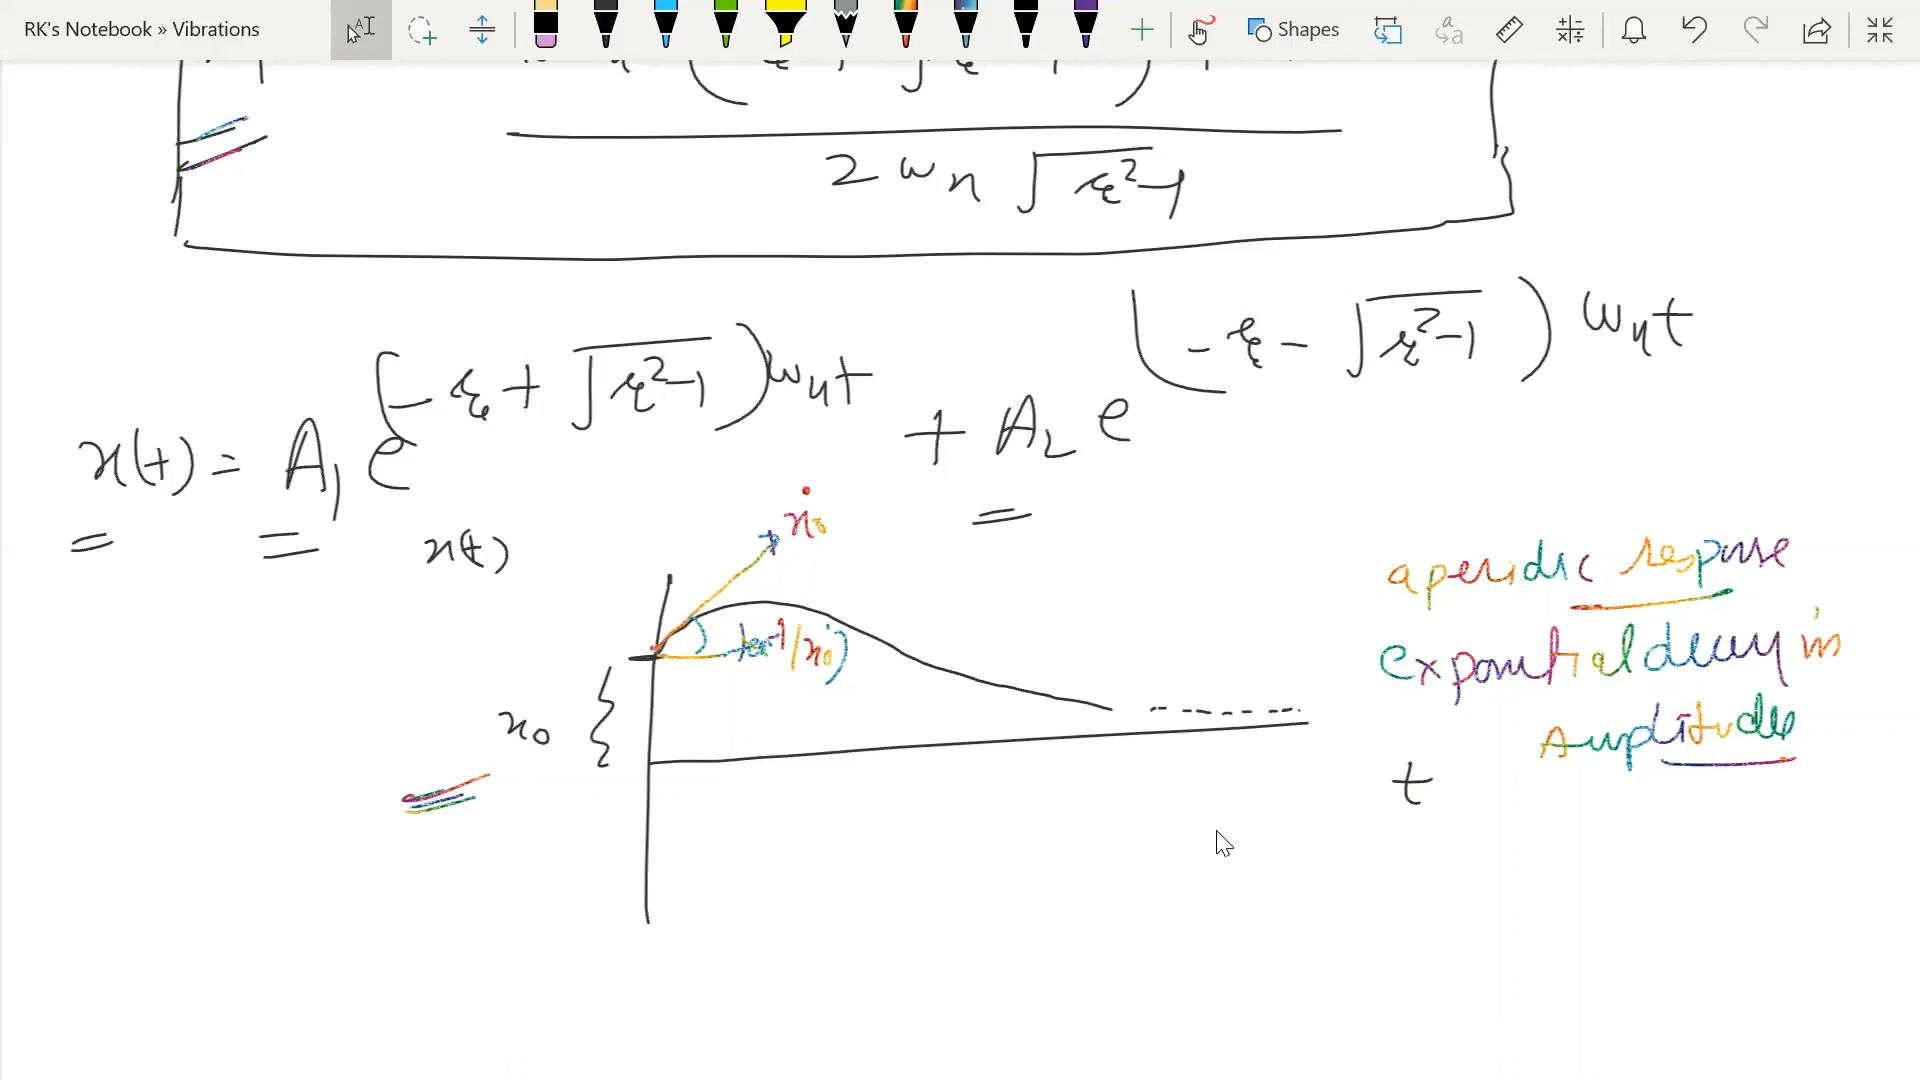 RK's Notebook » Vibrations
Shapes
2 ωn √ξ²-1
x(t) = A₁ e^(-ξ + √ξ²-1)ωnt + A₂ e^(-ξ - √ξ²-1) ωnt
x(t)
ẋ₀
tan⁻¹(ẋ₀)
x₀
t
aperidic response
exponential decay in
Amplitude